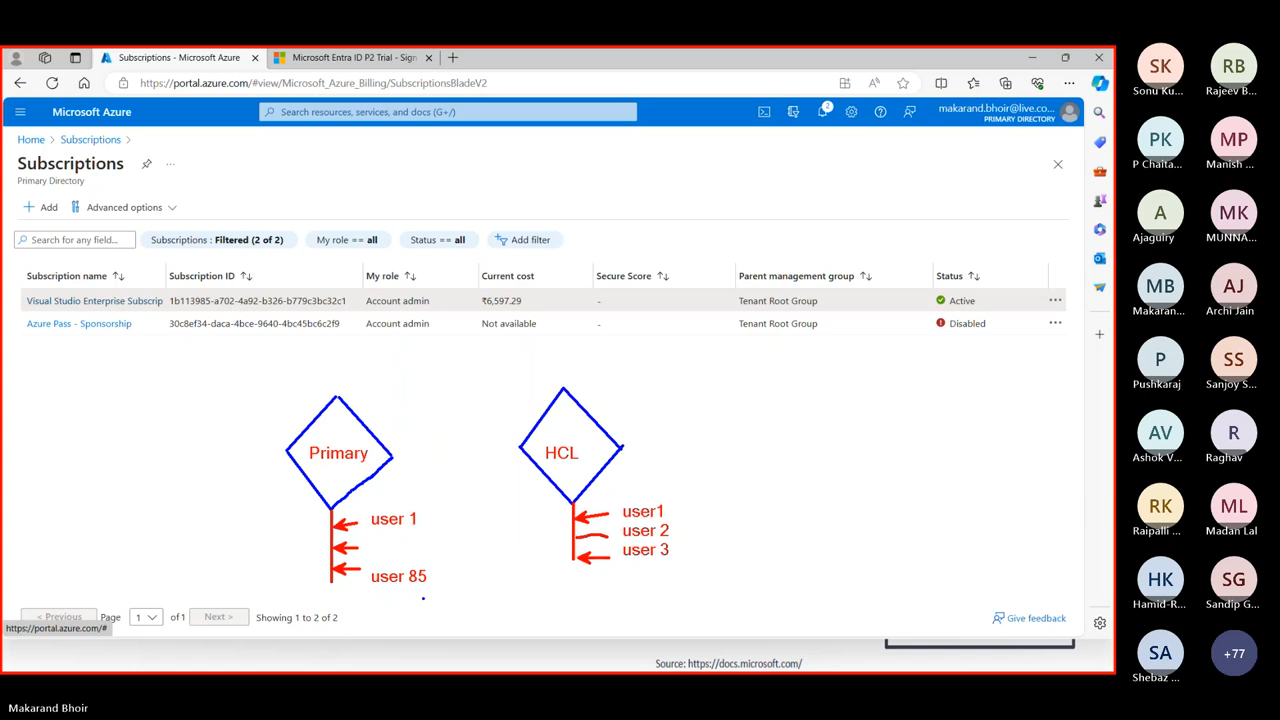 Subscriptions - Microsoft Azure
Microsoft Entra ID P2 Trial - Sign
https://portal.azure.com/#view/Microsoft_Azure_Billing/SubscriptionsBladeV2
Microsoft Azure
Search resources, services, and docs (G+/)
2
makarand.bhoir@live.co...
PRIMARY DIRECTORY
Home > Subscriptions >
Subscriptions
Primary Directory
Add
Advanced options
Search for any field...
Subscriptions : Filtered (2 of 2)
My role == all
Status == all
Add filter
Subscription name Subscription ID My role Current cost Secure Score Parent management group Status
Visual Studio Enterprise Subscrip 1b113985-a702-4a92-b326-b779c3bc32c1 Account admin ₹6,597.29 - Tenant Root Group Active
Azure Pass - Sponsorship 30c8ef34-daca-4bce-9640-4bc45bc6c2f9 Account admin Not available - Tenant Root Group Disabled
Primary
HCL
user 1
user 85
user1
user 2
user 3
< Previous Page 1 of 1 Next > Showing 1 to 2 of 2
Give feedback
https://portal.azure.com/#
Source: https://docs.microsoft.com/
Makarand Bhoir
SK
Sonu Ku...
RB
Rajeev B...
PK
P Chaita...
MP
Manish ...
A
Ajaguiry
MK
MUNNA...
MB
Makaran...
AJ
Archi Jain
P
Pushkaraj
SS
Sanjoy S...
AV
Ashok V...
R
Raghav
RK
Raipalli ...
ML
Madan Lal
HK
Hamid-R...
SG
Sandip G...
SA
Shebaz ...
+77